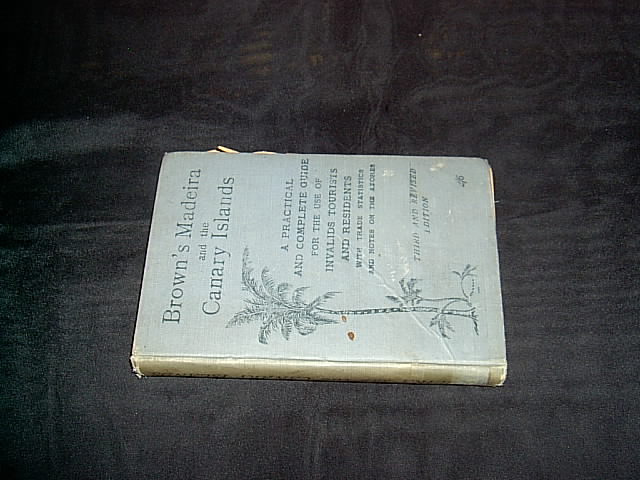 Brown's Madeira
and the
Canary Islands
A PRACTICAL
AND COMPLETE GUIDE
FOR THE USE OF
INVALIDS TOURISTS
AND RESIDENTS
WITH TRADE STATISTICS
AND NOTES ON THE AZORES
THIRD AND REVISED
EDITION